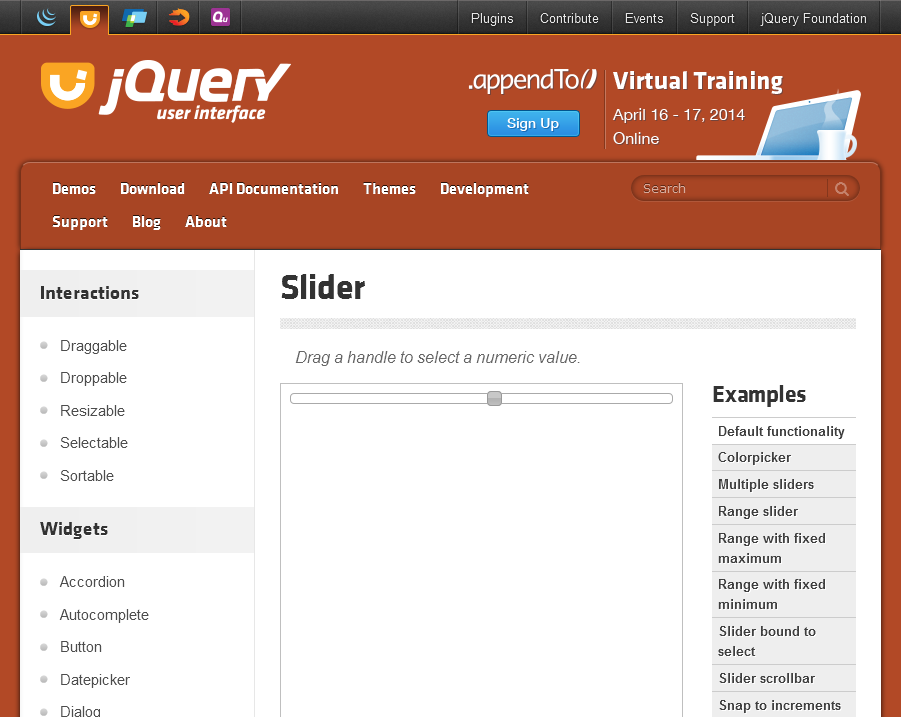 Qu
Plugins
Contribute
Events
Support
jQuery Foundation
jQuery
user interface
.appendTo()
Sign Up
Virtual Training
April 16 - 17, 2014
Online
Demos
Download
API Documentation
Themes
Development
Search
Support
Blog
About
Interactions
Draggable
Droppable
Resizable
Selectable
Sortable
Widgets
Accordion
Autocomplete
Button
Datepicker
Dialog
Slider
Drag a handle to select a numeric value.
Examples
Default functionality
Colorpicker
Multiple sliders
Range slider
Range with fixed
maximum
Range with fixed
minimum
Slider bound to
select
Slider scrollbar
Snap to increments